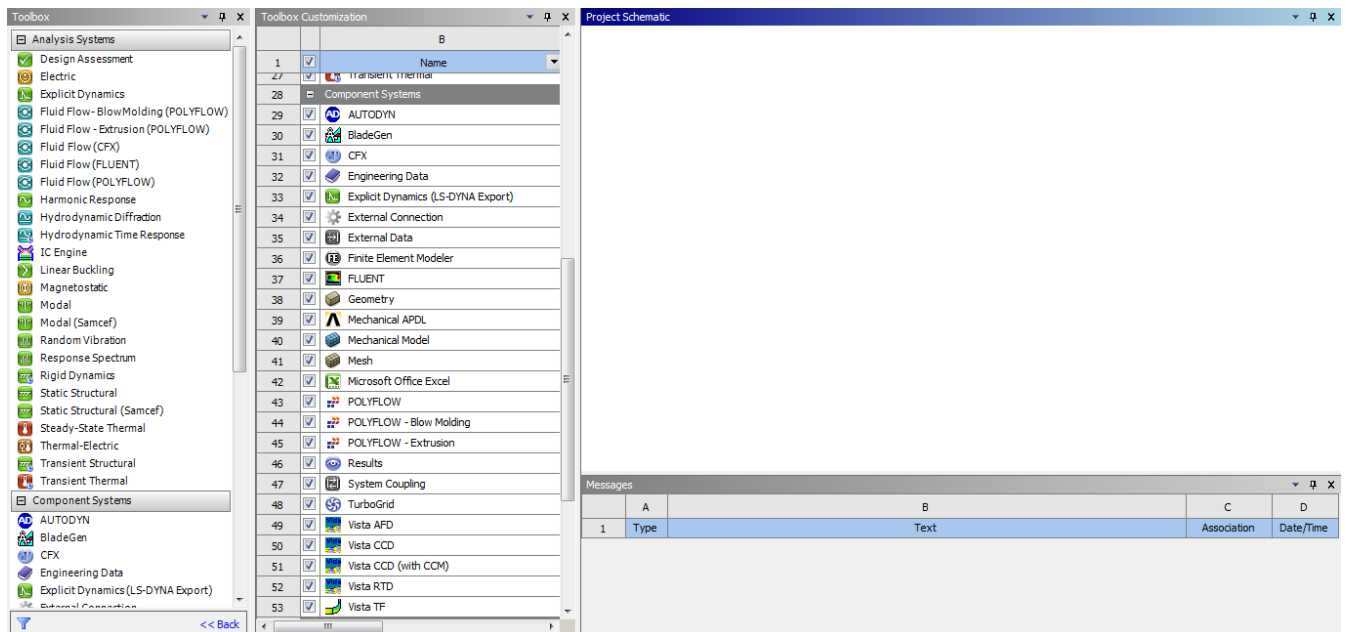 Toolbox
Analysis Systems
Design Assessment
Electric
Explicit Dynamics
Fluid Flow- BlowMolding (POLYFLOW)
Fluid Flow - Extrusion (POLYFLOW)
Fluid Flow (CFX)
Fluid Flow (FLUENT)
Fluid Flow (POLYFLOW)
Harmonic Response
Hydrodynamic Diffraction
Hydrodynamic Time Response
IC Engine
Linear Buckling
Magnetostatic
Modal
Modal (Samcef)
Random Vibration
Response Spectrum
Rigid Dynamics
Static Structural
Static Structural (Samcef)
Steady-State Thermal
Thermal-Electric
Transient Structural
Transient Thermal
Component Systems
AUTODYN
BladeGen
CFX
Engineering Data
Explicit Dynamics (LS-DYNA Export)
External Connection
<< Back
Toolbox Customization
B
1 Name
27 Transient Thermal
28 Component Systems
29 AD AUTODYN
30 BladeGen
31 CFX
32 Engineering Data
33 Explicit Dynamics (LS-DYNA Export)
34 External Connection
35 External Data
36 Finite Element Modeler
37 FLUENT
38 Geometry
39 Mechanical APDL
40 Mechanical Model
41 Mesh
42 Microsoft Office Excel
43 POLYFLOW
44 POLYFLOW - Blow Molding
45 POLYFLOW - Extrusion
46 Results
47 System Coupling
48 TurboGrid
49 Vista AFD
50 Vista CCD
51 Vista CCD (with CCM)
52 Vista RTD
53 Vista TF
Project Schematic
Messages
A B C D
1 Type Text Association Date/Time